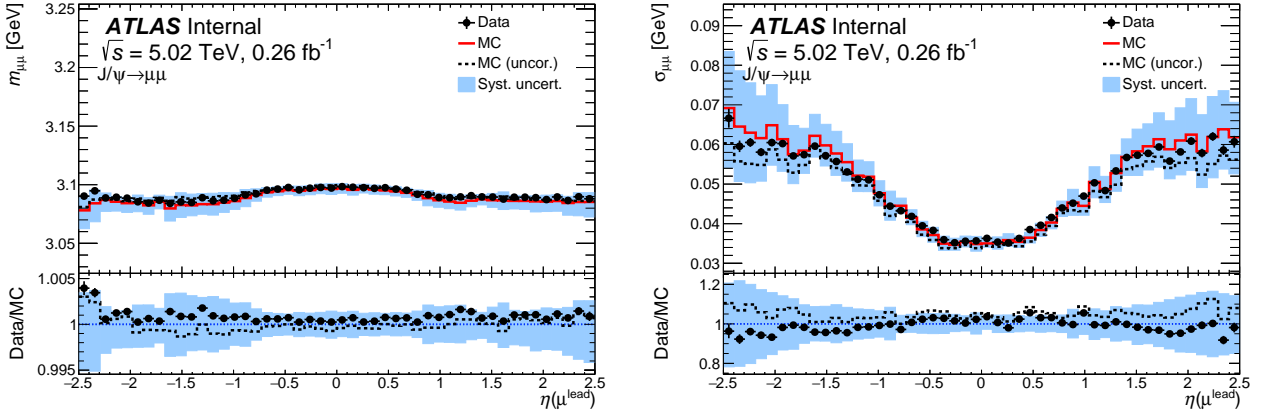 ATLAS Internal
√s = 5.02 TeV, 0.26 fb⁻¹
J/ψ→μμ
Data
MC
MC (uncor.)
Syst. uncert.
m_μμ [GeV]
3.2
3.15
3.1
3.05
Data/MC
1.005
1
0.995
−2.5 −2 −1.5 −1 −0.5 0 0.5 1 1.5 2 2.5
η(μ^lead)
ATLAS Internal
√s = 5.02 TeV, 0.26 fb⁻¹
J/ψ→μμ
Data
MC
MC (uncor.)
Syst. uncert.
σ_μμ [GeV]
0.09
0.08
0.07
0.06
0.05
0.04
0.03
Data/MC
1.2
1
0.8
−2.5 −2 −1.5 −1 −0.5 0 0.5 1 1.5 2 2.5
η(μ^lead)